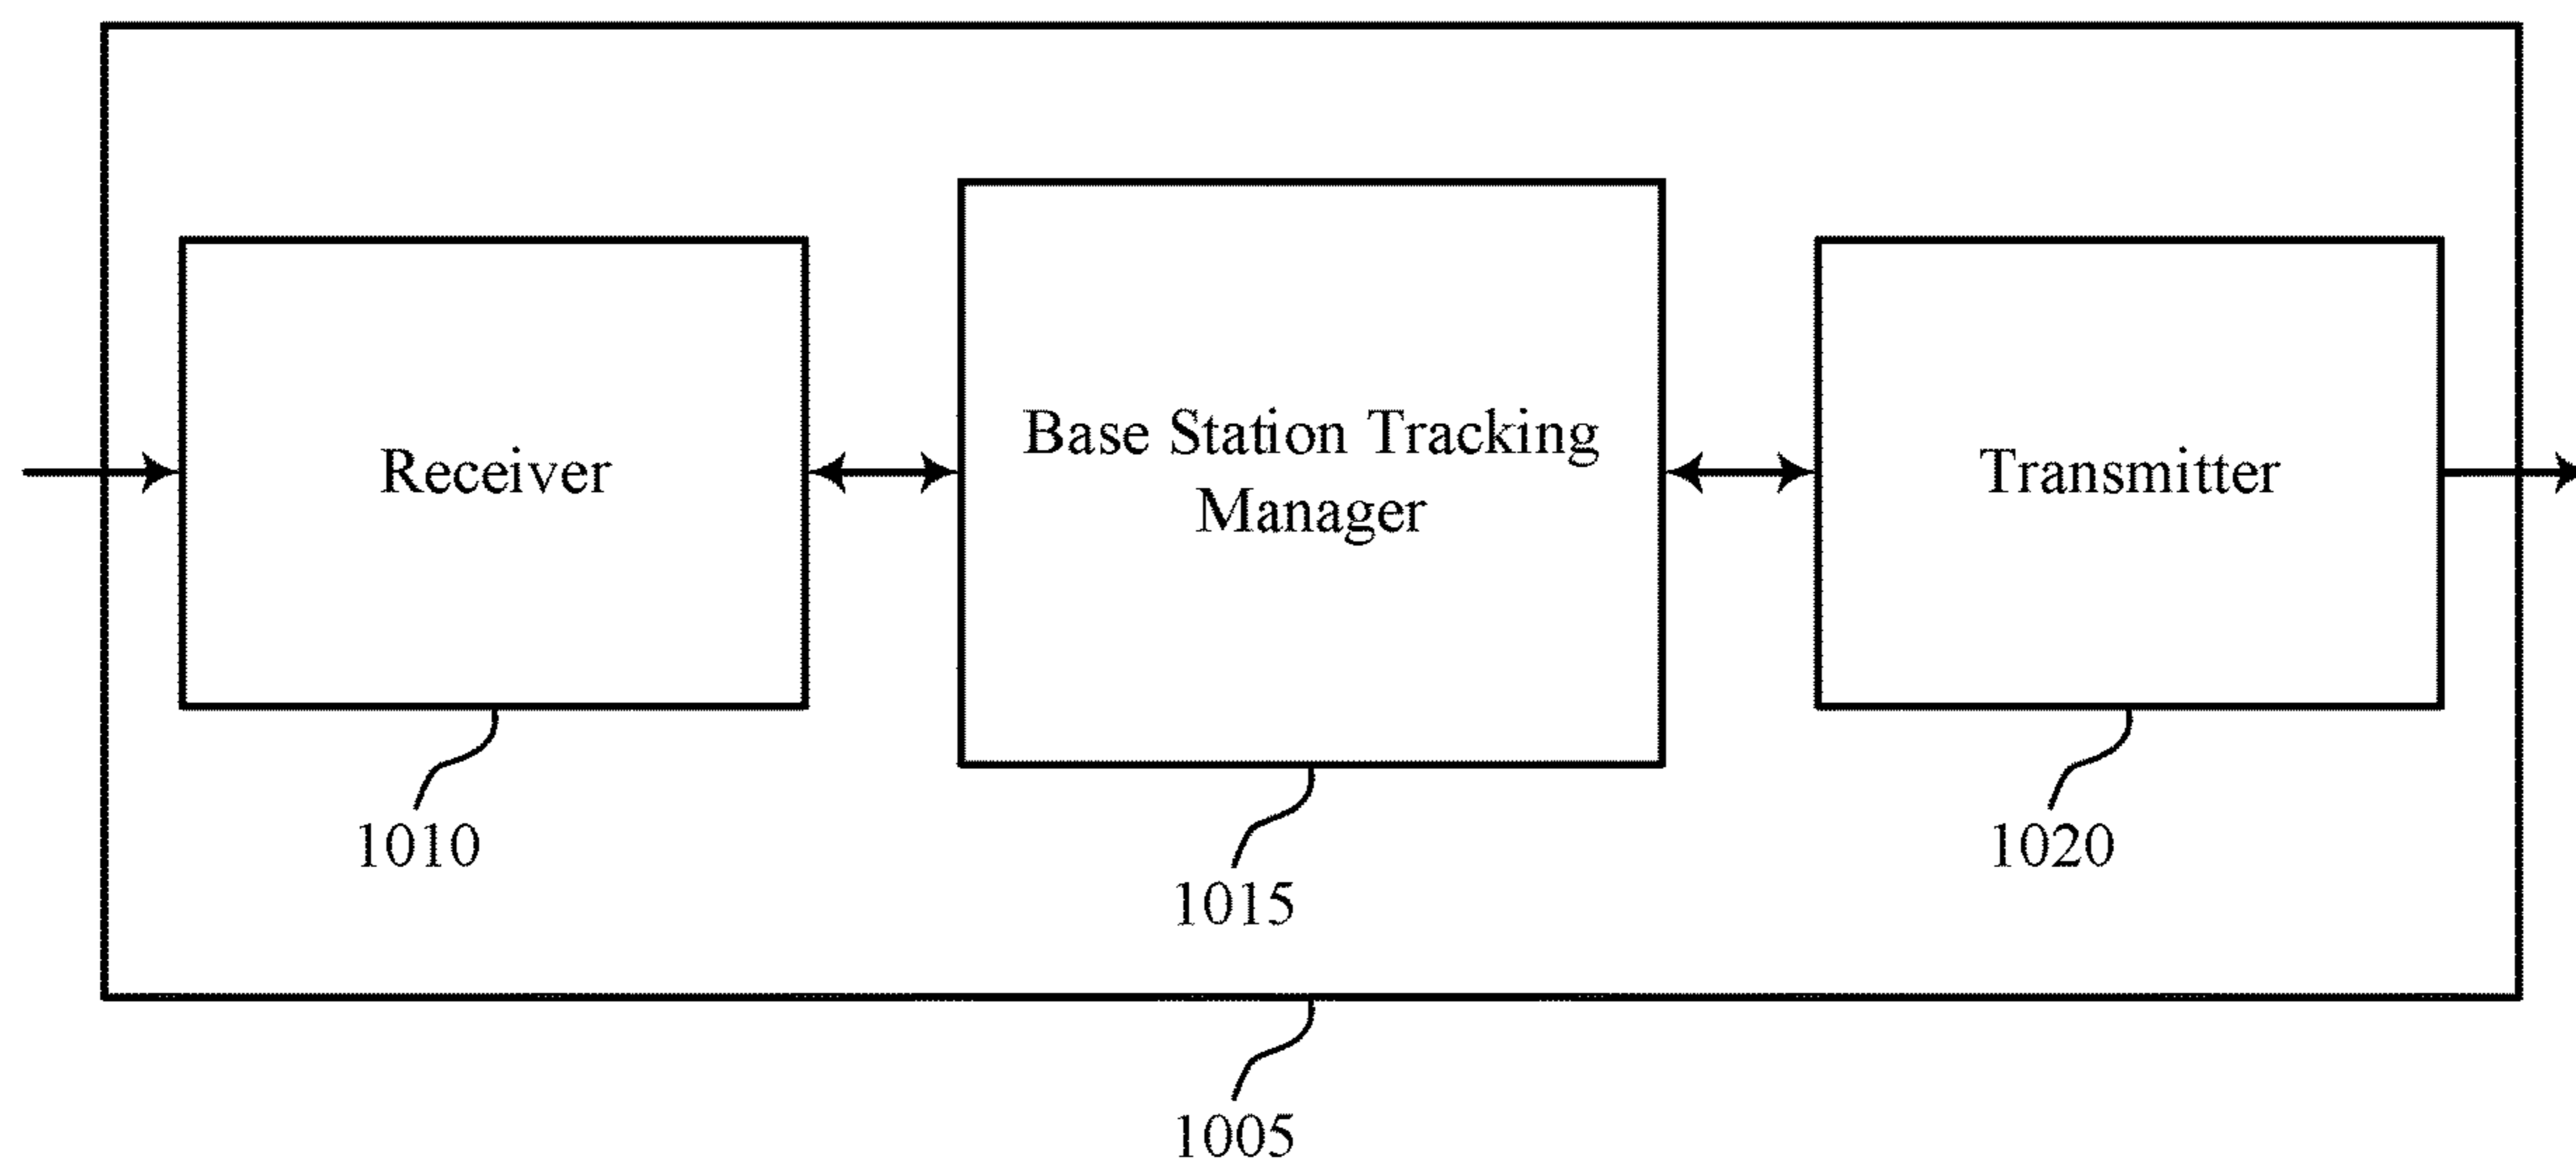 Receiver
Base Station Tracking
Manager
Transmitter
1010
1015
1020
1005